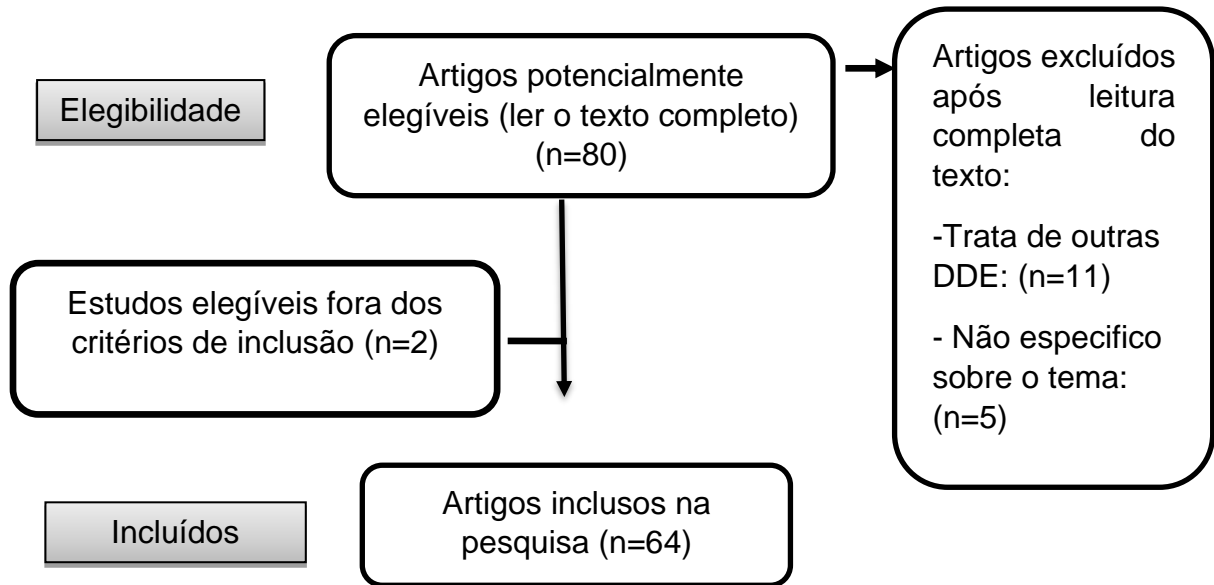 Elegibilidade
Artigos potencialmente
elegíveis (ler o texto completo)
(n=80)
Artigos excluídos
após leitura
completa do
texto:
-Trata de outras
DDE: (n=11)
- Não especifico
sobre o tema:
(n=5)
Estudos elegíveis fora dos
critérios de inclusão (n=2)
Incluídos
Artigos inclusos na
pesquisa (n=64)